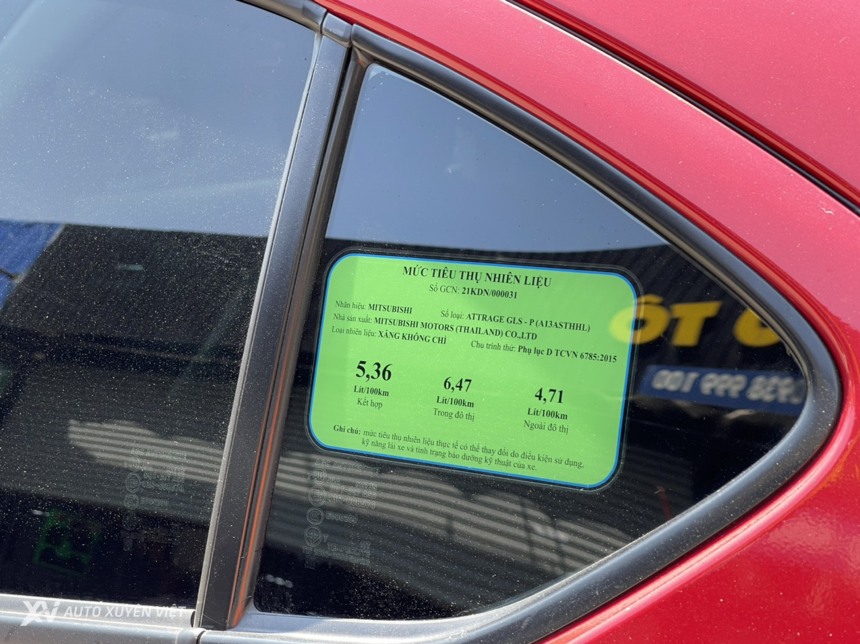 MỨC TIÊU THỤ NHIÊN LIỆU
Số GCN: 21KDN/000031
Nhãn hiệu: MITSUBISHI Số loại: ATTRAGE GLS - P (A13ASTHHL)
Nhà sản xuất: MITSUBISHI MOTORS (THAILAND) CO.,LTD
Loại nhiên liệu: XĂNG KHÔNG CHÌ Chu trình thử: Phụ lục D TCVN 6785:2015
5,36 6,47 4,71
Lít/100km Lít/100km Lít/100km
Kết hợp Trong đô thị Ngoài đô thị
Ghi chú: mức tiêu thụ nhiên liệu thực tế có thể thay đổi do điều kiện sử dụng,
kỹ năng lái xe và tình trạng bảo dưỡng kỹ thuật của xe.
ÔTÔ
AUTO XUYÊN VIỆT